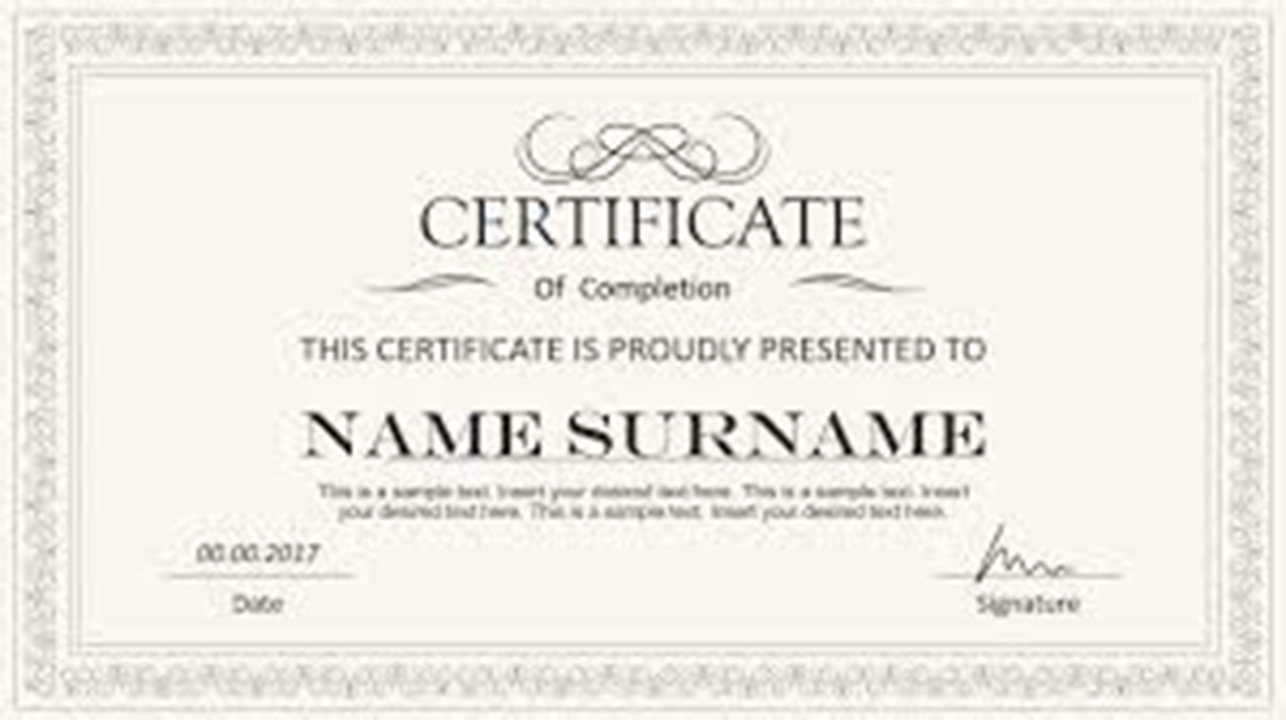 CERTIFICATE
Of Completion
THIS CERTIFICATE IS PROUDLY PRESENTED TO
NAME SURNAME
This is a sample text. Insert your desired text here. This is a sample text. Insert
your desired text here. This is a sample text. Insert your desired text here.
00.00.2017
Date
Signature